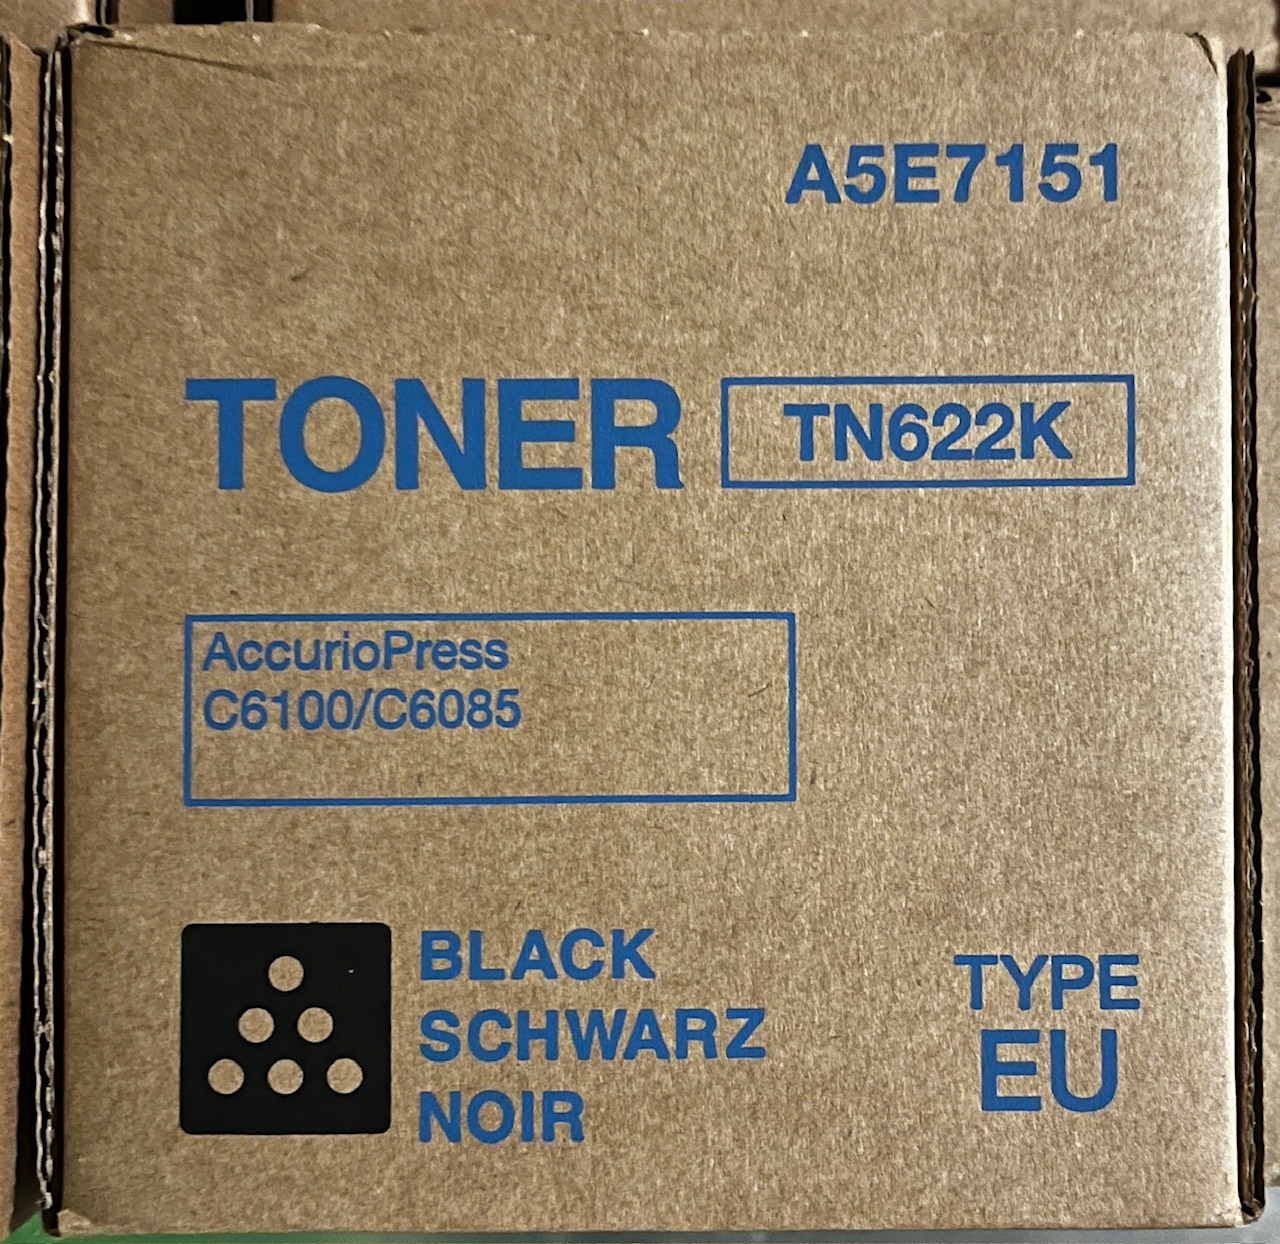 A5E7151
TONER TN622K
AccurioPress
C6100/C6085
BLACK
SCHWARZ
NOIR
TYPE
EU